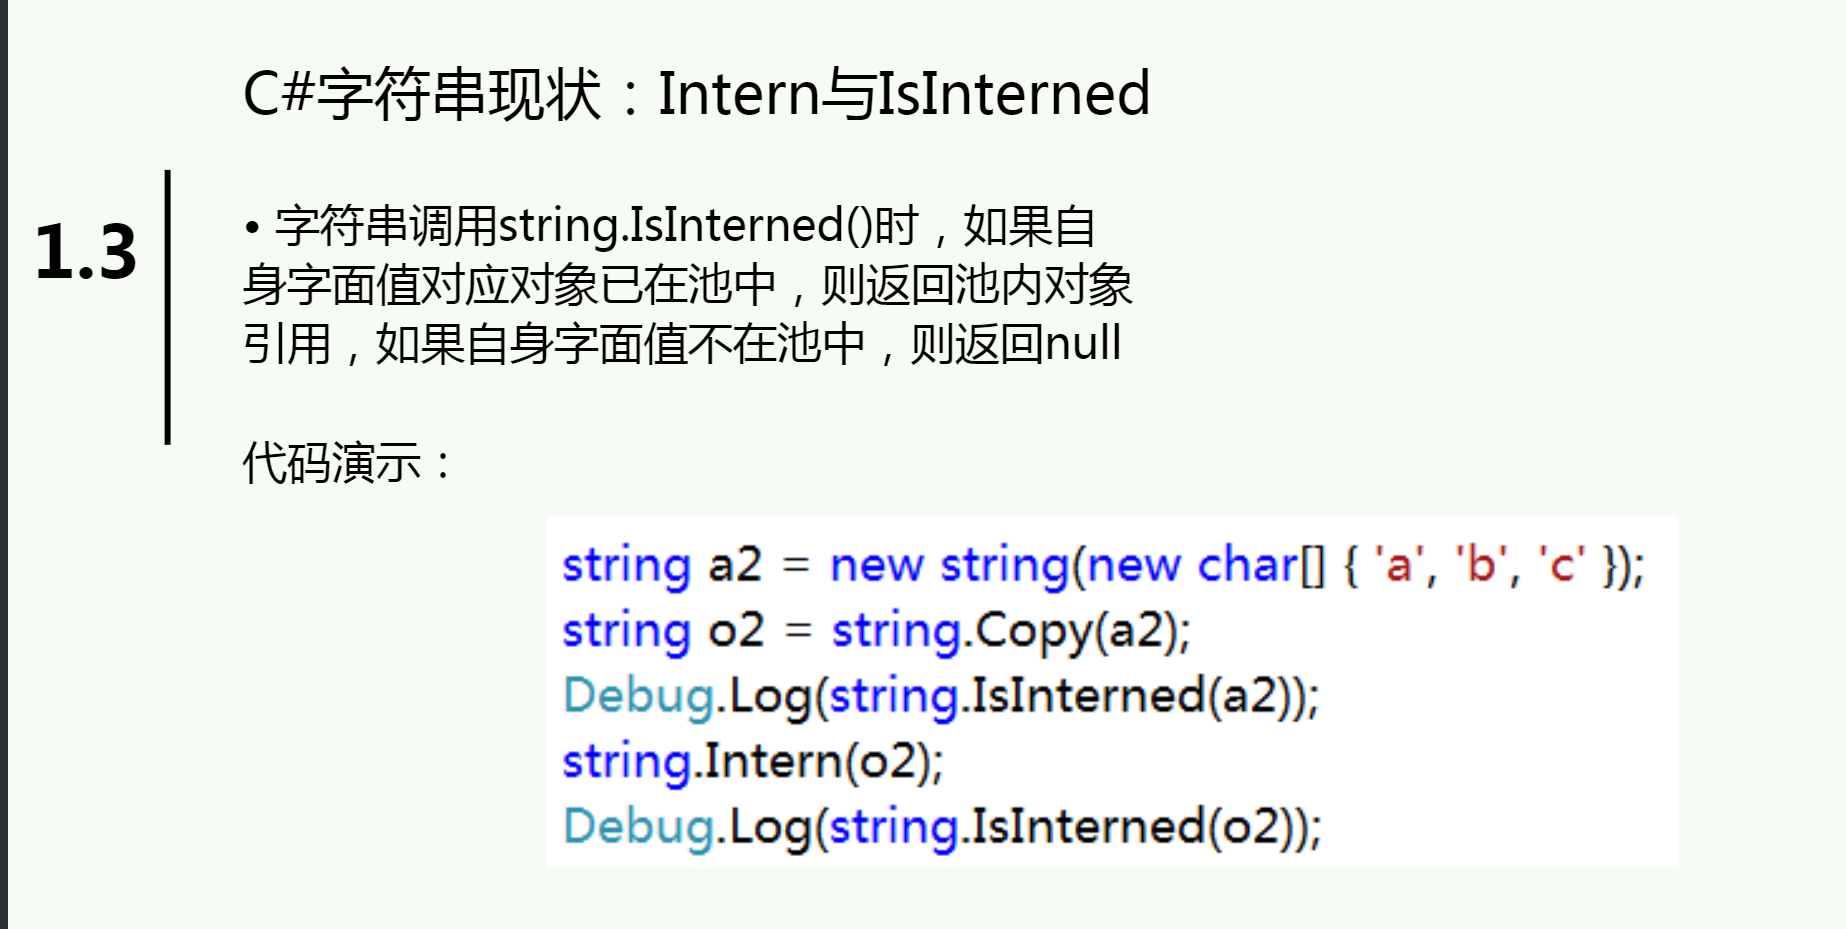 C#字符串现状：Intern与IsInterned
1.3
• 字符串调用string.IsInterned()时，如果自
身字面值对应对象已在池中，则返回池内对象
引用，如果自身字面值不在池中，则返回null
代码演示：
string a2 = new string(new char[] { 'a', 'b', 'c' });
string o2 = string.Copy(a2);
Debug.Log(string.IsInterned(a2));
string.Intern(o2);
Debug.Log(string.IsInterned(o2));